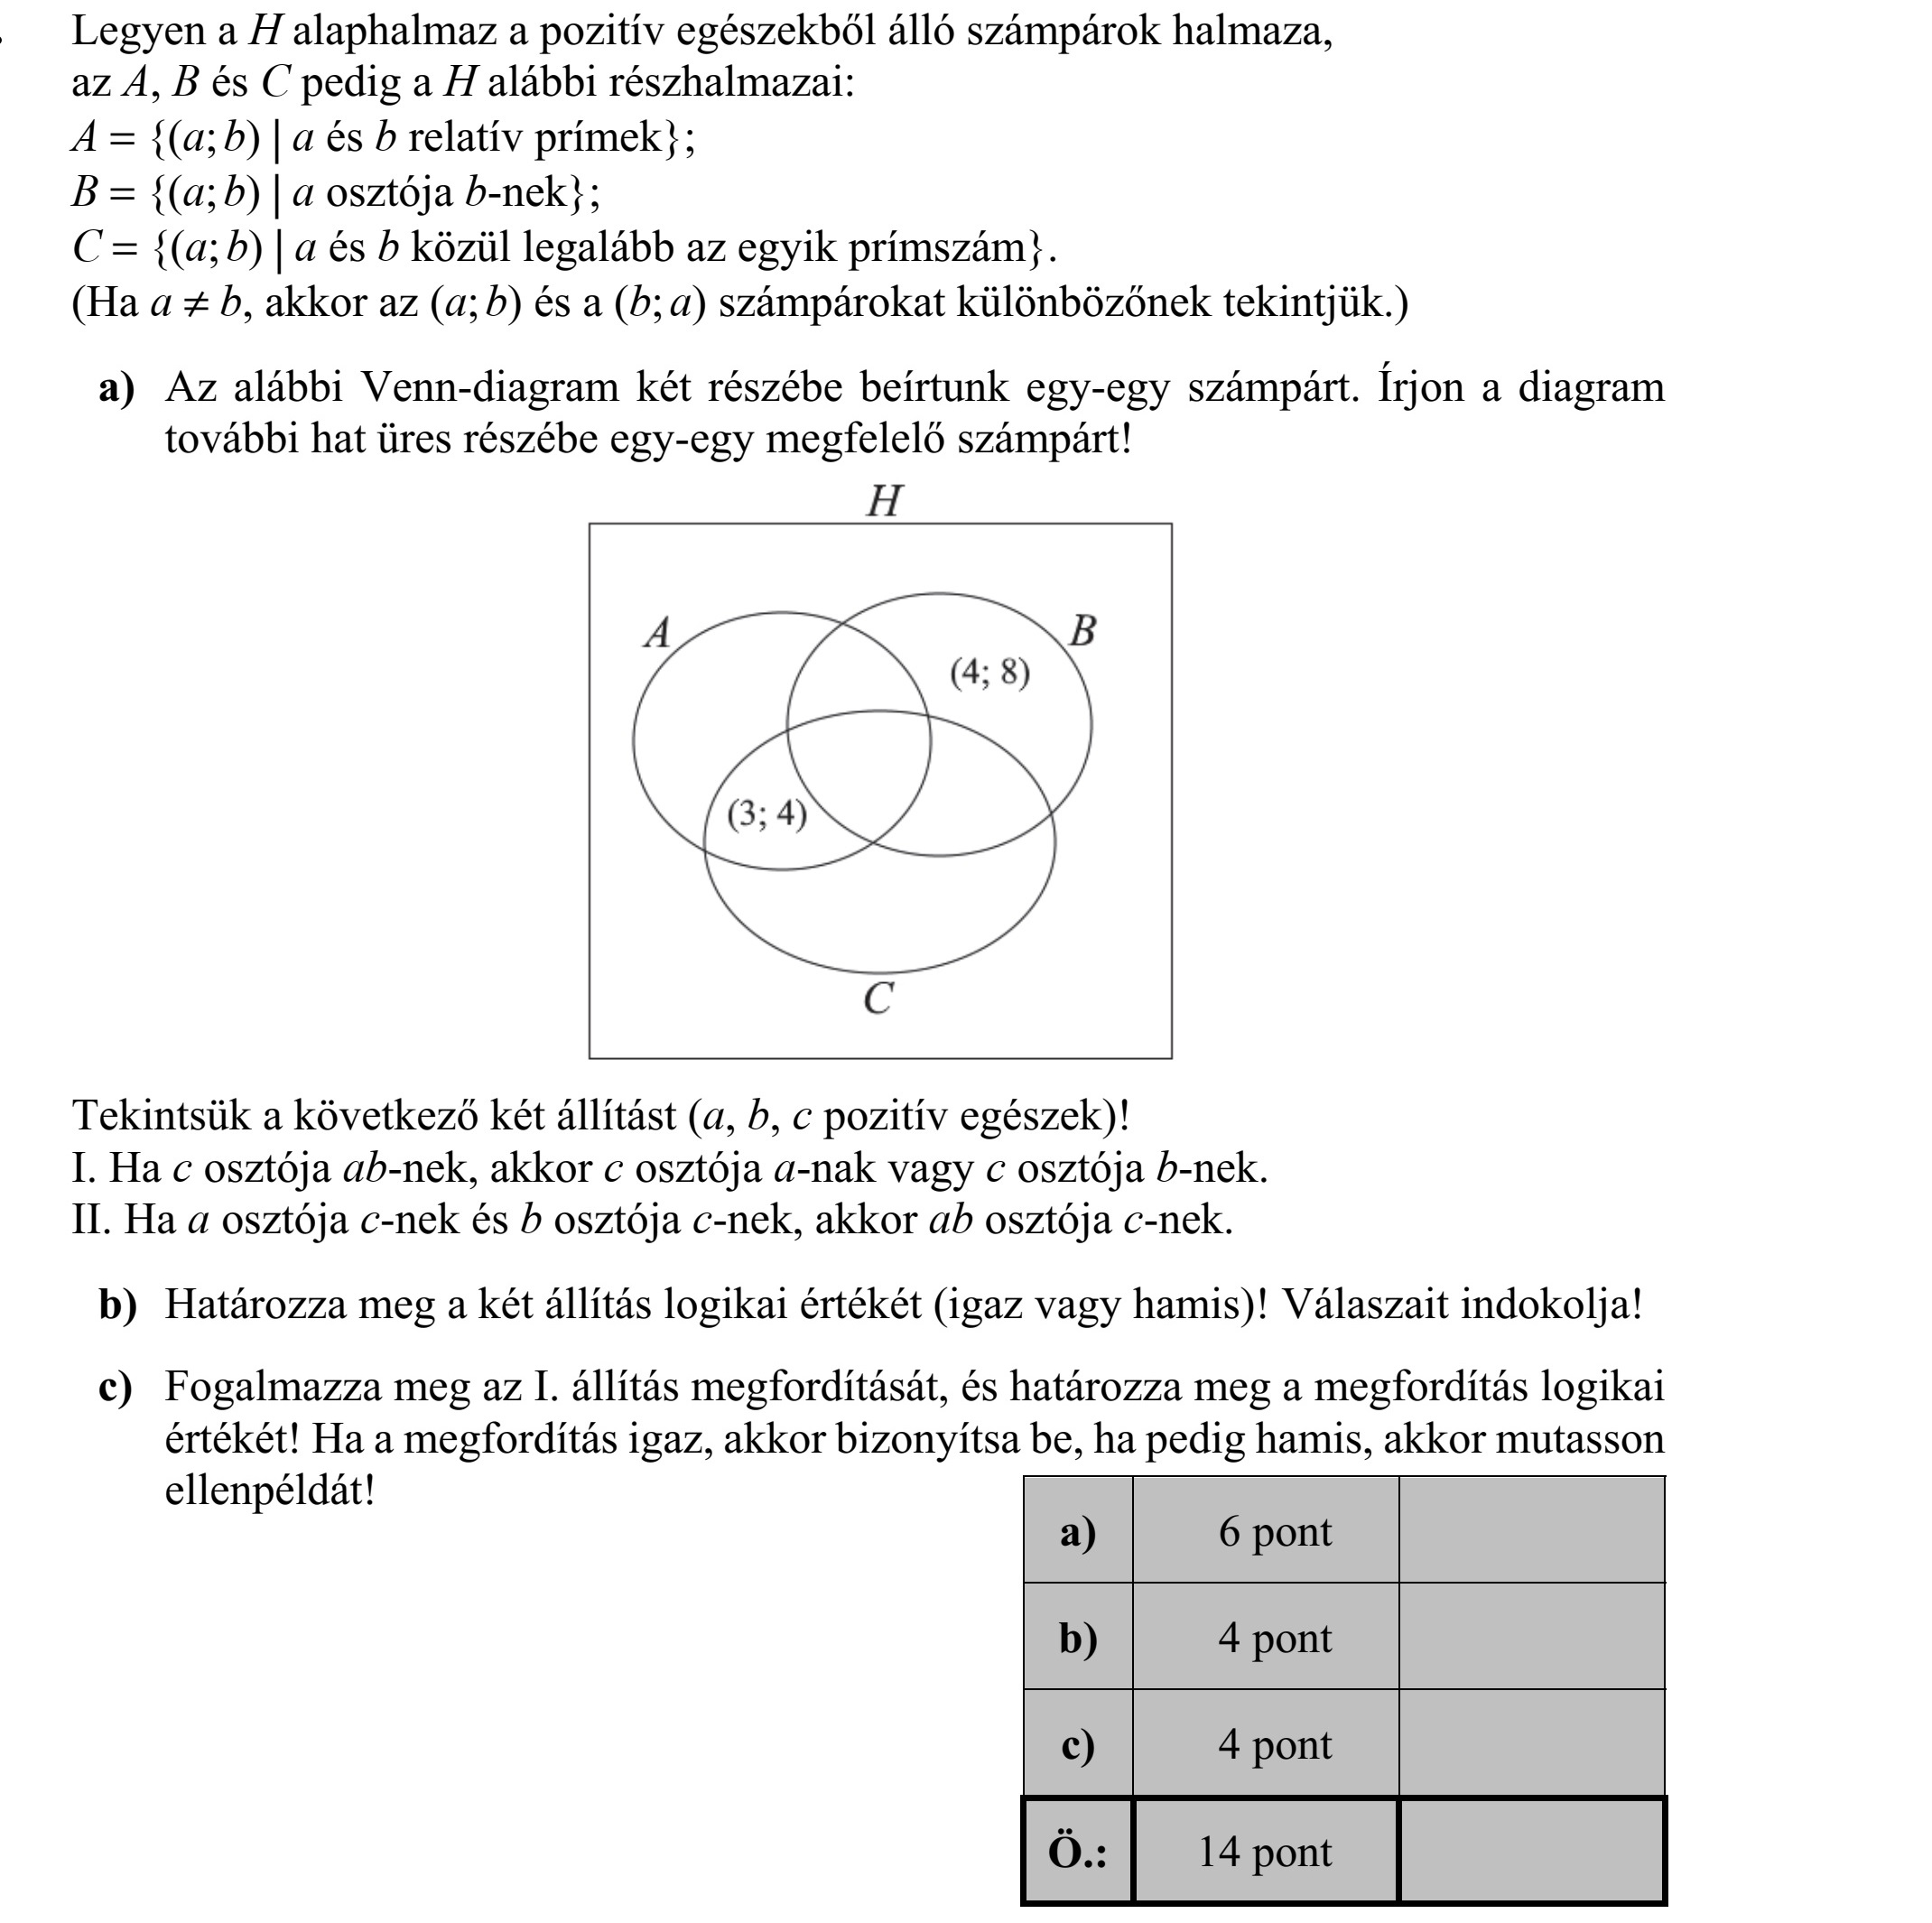 Legyen a H alaphalmaz a pozitív egészekből álló számpárok halmaza,
az A, B és C pedig a H alábbi részhalmazai:
A = {(a; b) | a és b relatív prímek};
B = {(a; b) | a osztója b-nek};
C = {(a; b) | a és b közül legalább az egyik prímszám}.
(Ha a ≠ b, akkor az (a; b) és a (b; a) számpárokat különbözőnek tekintjük.)
a) Az alábbi Venn-diagram két részébe beírtunk egy-egy számpárt. Írjon a diagram
további hat üres részébe egy-egy megfelelő számpárt!
H
A
B
(4; 8)
(3; 4)
C
Tekintsük a következő két állítást (a, b, c pozitív egészek)!
I. Ha c osztója ab-nek, akkor c osztója a-nak vagy c osztója b-nek.
II. Ha a osztója c-nek és b osztója c-nek, akkor ab osztója c-nek.
b) Határozza meg a két állítás logikai értékét (igaz vagy hamis)! Válaszait indokolja!
c) Fogalmazza meg az I. állítás megfordítását, és határozza meg a megfordítás logikai
értékét! Ha a megfordítás igaz, akkor bizonyítsa be, ha pedig hamis, akkor mutasson
ellenpéldát!
a) 6 pont
b) 4 pont
c) 4 pont
Ö.: 14 pont